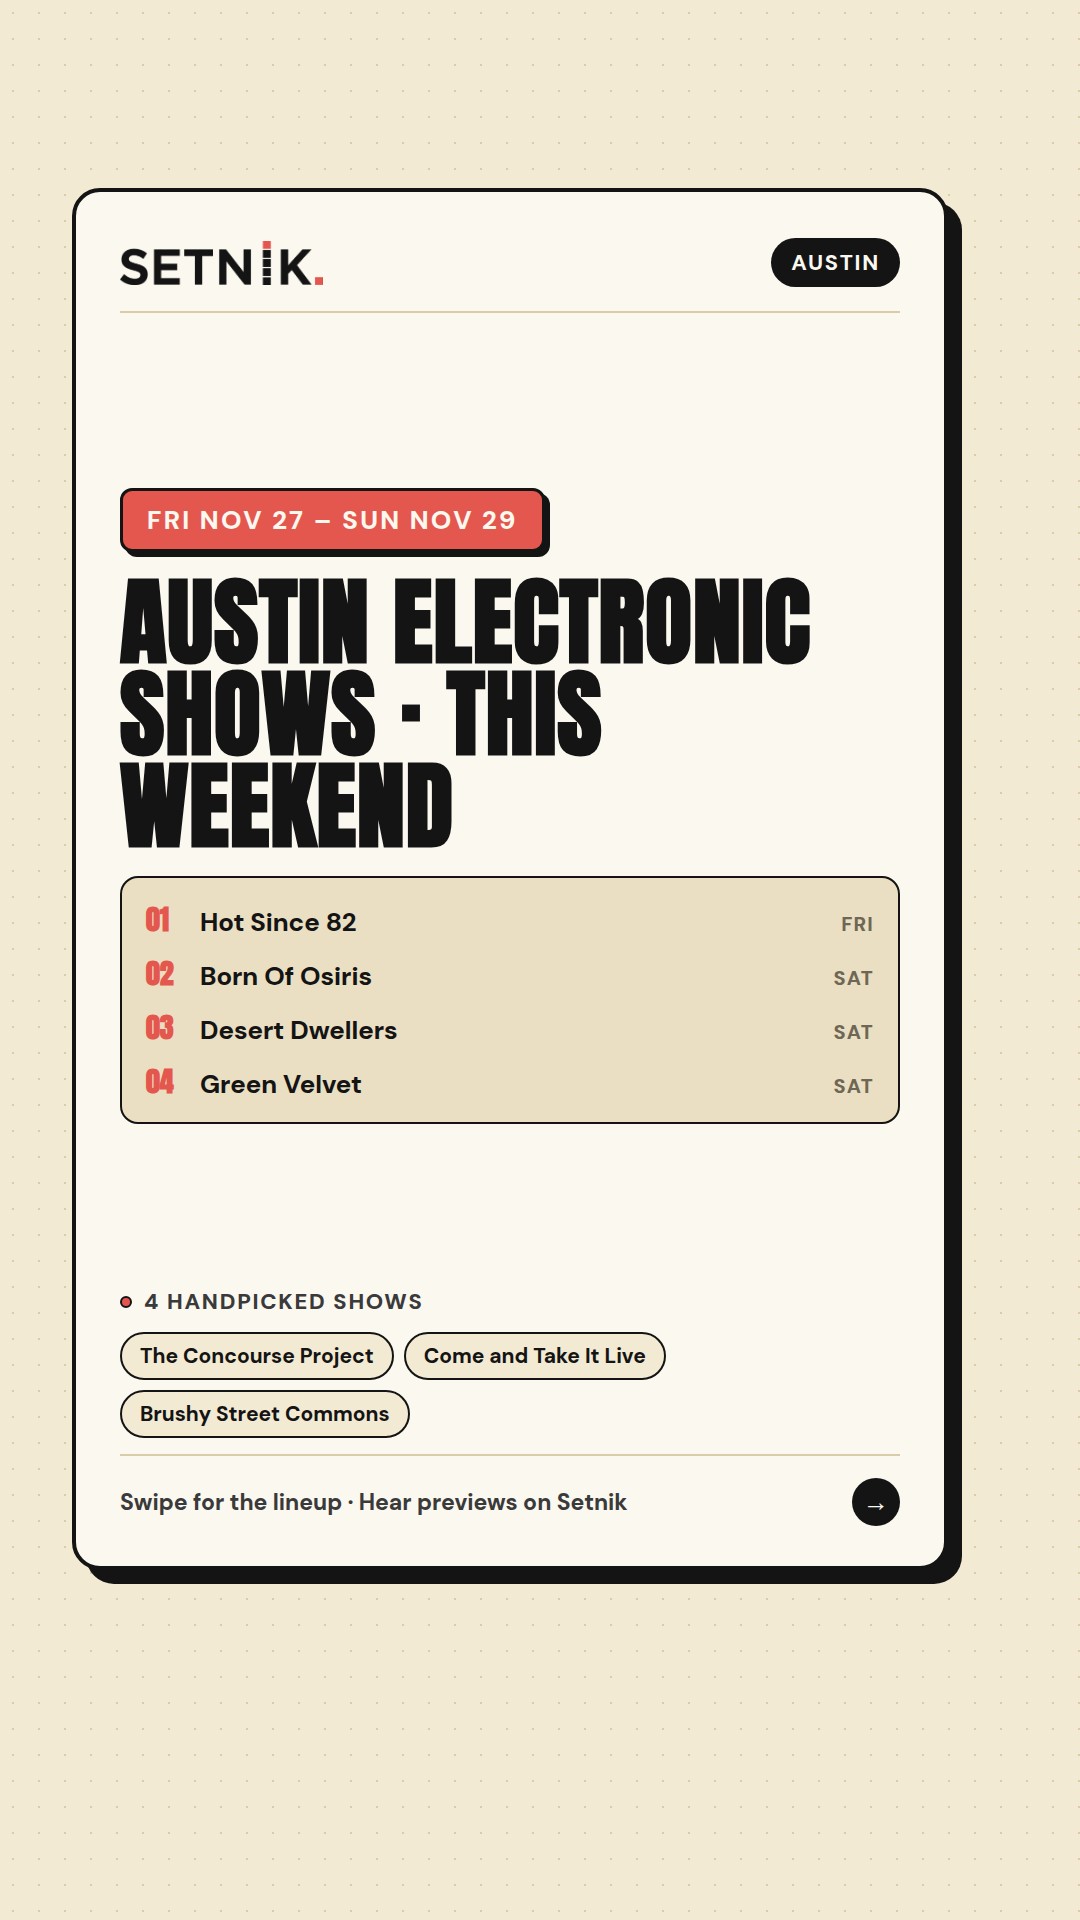 SETNIK.
AUSTIN
FRI NOV 27 – SUN NOV 29
AUSTIN ELECTRONIC
SHOWS · THIS
WEEKEND
01 Hot Since 82 FRI
02 Born Of Osiris SAT
03 Desert Dwellers SAT
04 Green Velvet SAT
4 HANDPICKED SHOWS
The Concourse Project
Come and Take It Live
Brushy Street Commons
Swipe for the lineup · Hear previews on Setnik →